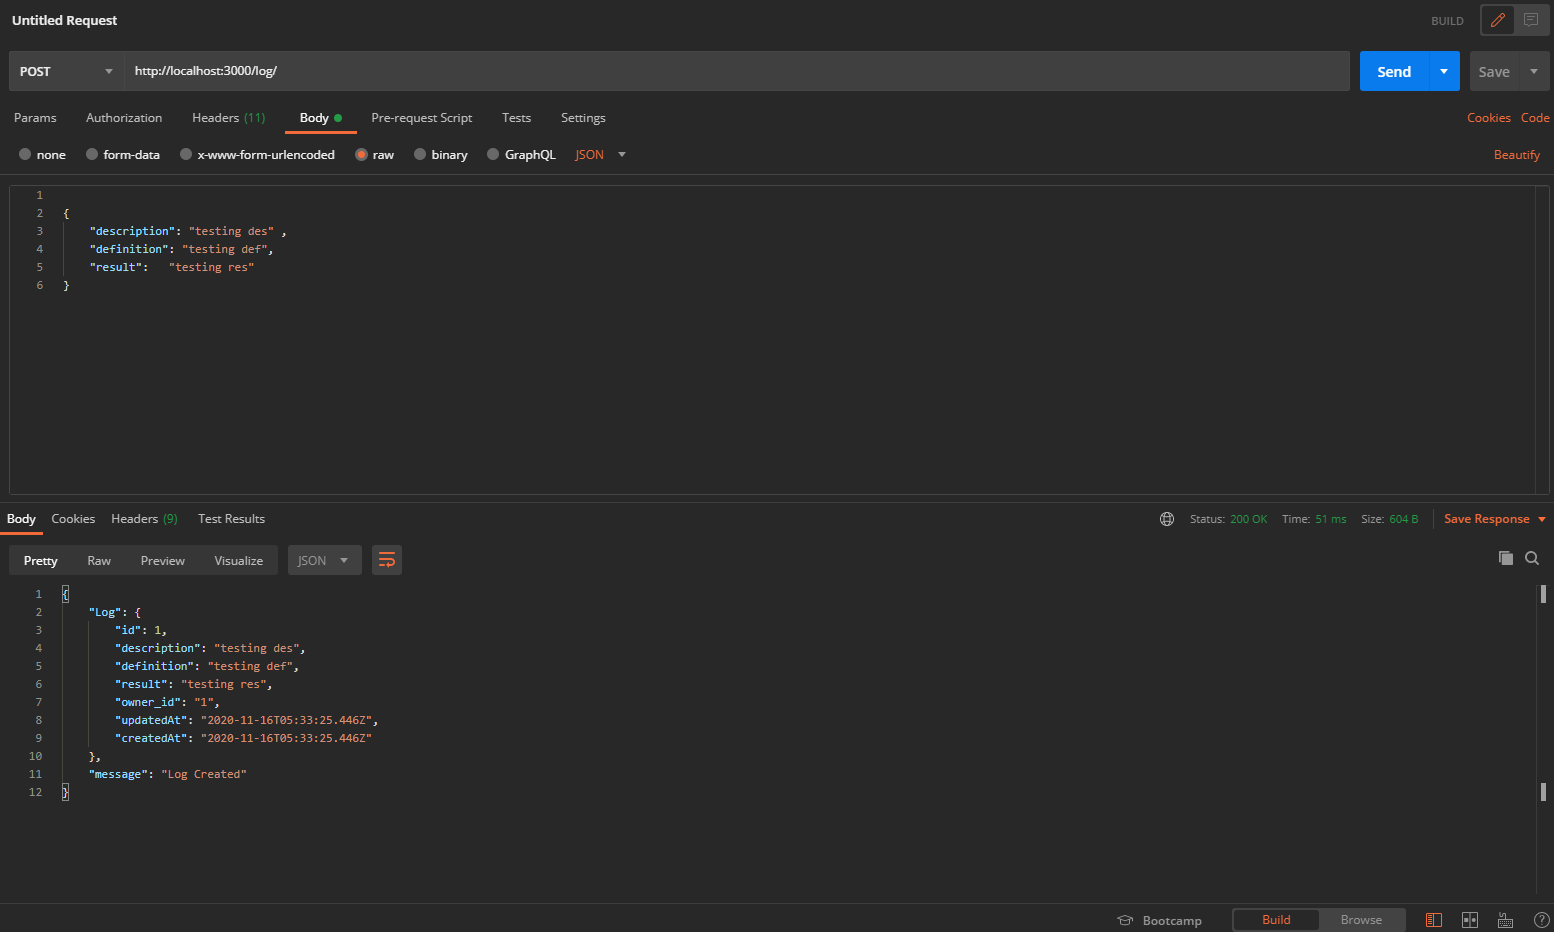 Untitled Request
BUILD
POST http://localhost:3000/log/ Send Save
Params Authorization Headers (11) Body Pre-request Script Tests Settings Cookies Code
none form-data x-www-form-urlencoded raw binary GraphQL JSON Beautify
1
2 {
3 "description": "testing des" ,
4 "definition": "testing def",
5 "result":   "testing res"
6 }
Body Cookies Headers (9) Test Results Status: 200 OK Time: 51 ms Size: 604 B Save Response
Pretty Raw Preview Visualize JSON
1 {
2 "Log": {
3 "id": 1,
4 "description": "testing des",
5 "definition": "testing def",
6 "result": "testing res",
7 "owner_id": "1",
8 "updatedAt": "2020-11-16T05:33:25.446Z",
9 "createdAt": "2020-11-16T05:33:25.446Z"
10 },
11 "message": "Log Created"
12 }
Bootcamp Build Browse